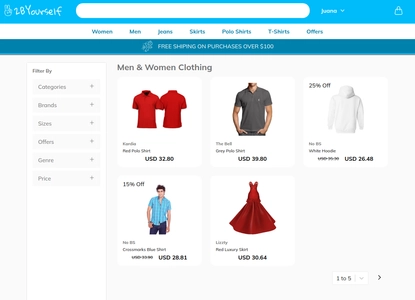 2BYourself
Juana
Women Men Jeans Skirts Polo Shirts T-Shirts Offers
FREE SHIPING ON PURCHASES OVER $100
Filter By
Categories +
Brands +
Sizes +
Offers +
Genre +
Price +
Men & Women Clothing
Kardia
Red Polo Shirt
USD 32.80
The Bell
Grey Polo Shirt
USD 39.80
25% Off
No BS
White Hoodie
USD 35.30 USD 26.48
15% Off
No BS
Crossmarks Blue Shirt
USD 33.90 USD 28.81
Liszty
Red Luxury Skirt
USD 30.64
1 to 5